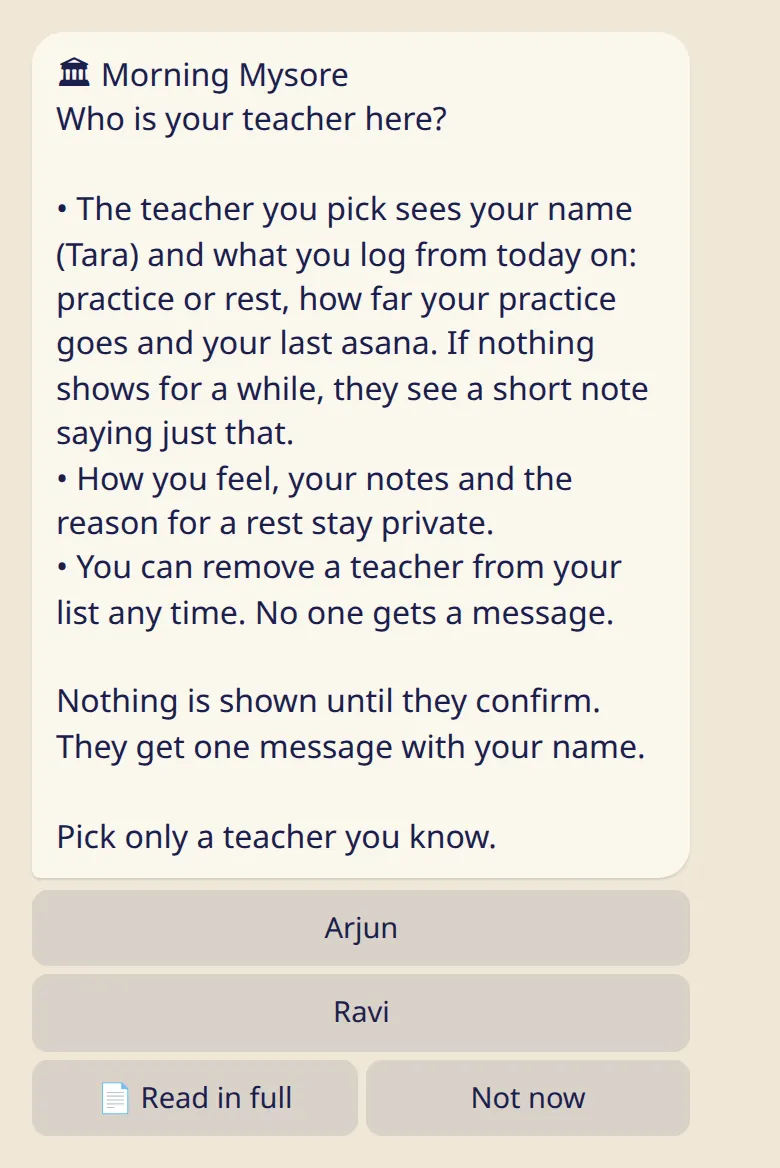 🏛 Morning Mysore
Who is your teacher here?
• The teacher you pick sees your name
(Tara) and what you log from today on:
practice or rest, how far your practice
goes and your last asana. If nothing
shows for a while, they see a short note
saying just that.
• How you feel, your notes and the
reason for a rest stay private.
• You can remove a teacher from your
list any time. No one gets a message.
Nothing is shown until they confirm.
They get one message with your name.
Pick only a teacher you know.
Arjun
Ravi
📄 Read in full
Not now